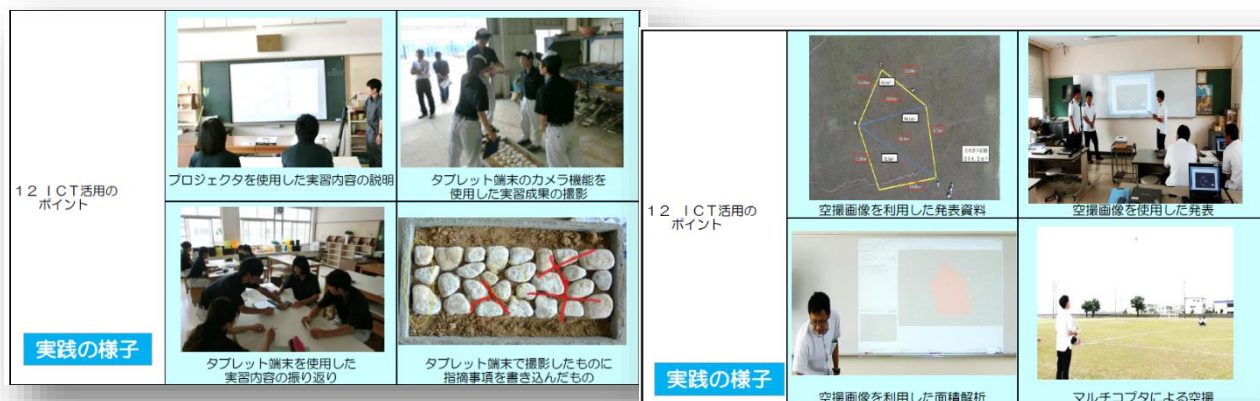 12 ICT活用の
ポイント
実践の様子
プロジェクタを使用した実習内容の説明
タブレット端末のカメラ機能を
使用した実習成果の撮影
タブレット端末を使用した
実習内容の振り返り
タブレット端末で撮影したものに
指摘事項を書き込んだもの
12 ICT活用の
ポイント
実践の様子
空撮画像を利用した発表資料
空撮画像を使用した発表
空撮画像を利用した面積解析
マルチコプタによる空撮